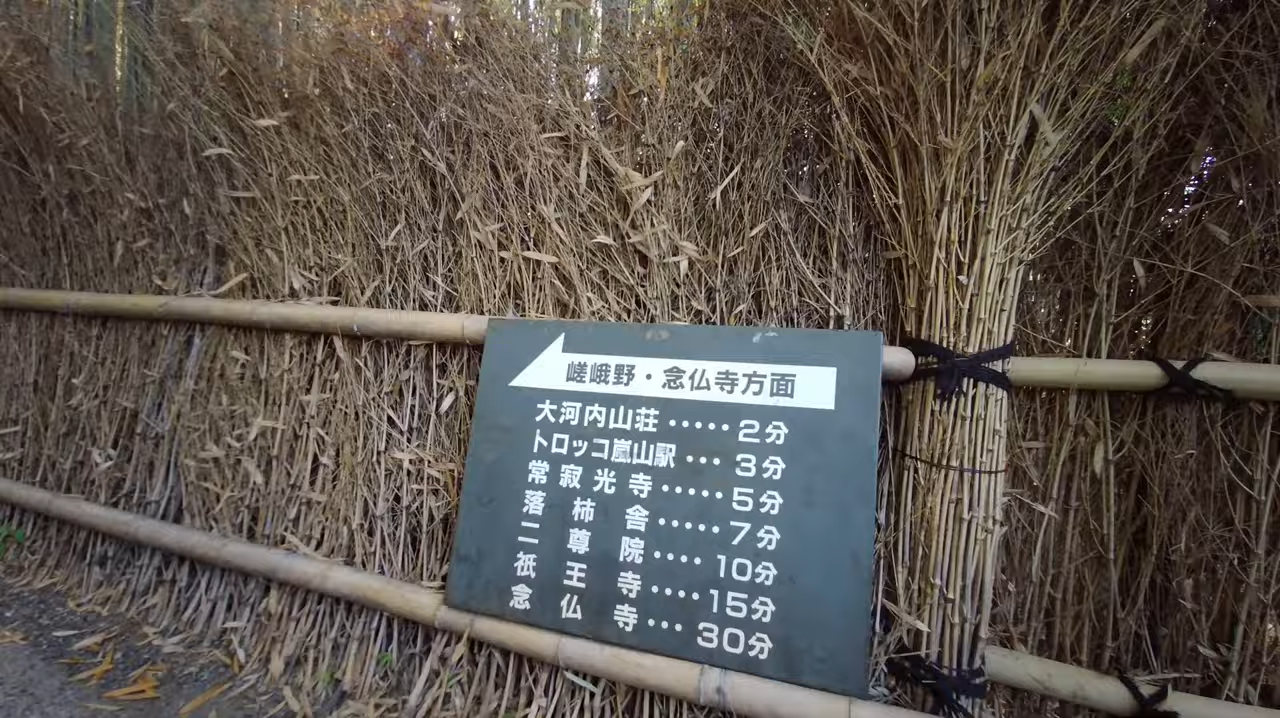 嵯峨野・念仏寺方面
大河内山荘・・・・・2分
トロッコ嵐山駅・・・3分
常寂光寺・・・・・5分
落柿舎・・・・・7分
二尊院・・・・10分
祇王寺・・・・15分
念仏寺・・・30分